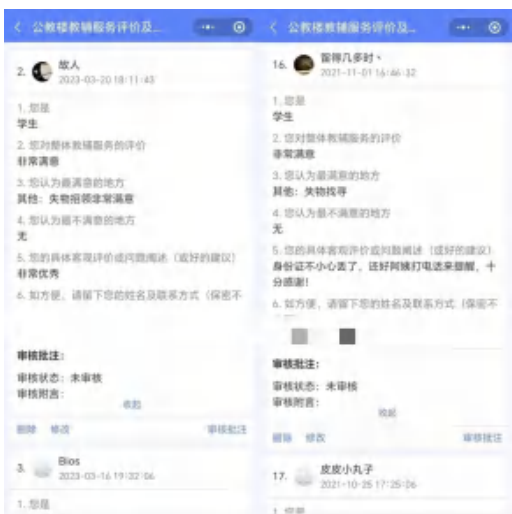 公教楼教辅服务评价及...
2.
故人
2023-03-20 18:11:43
1. 您是
学生
2. 您对整体教辅服务的评价
非常满意
3. 您认为最满意的地方
其他：失物招领非常满意
4. 您认为最不满意的地方
无
5. 您的具体客观评价或问题阐述（或好的建议）
非常优秀
6. 如方便，请留下您的姓名及联系方式（保密不
审核批注：
审核状态：未审核
审核附言：
收起
删除 修改 审核批注
3.
Bios
2023-03-16 19:32:06
1. 您是
公教楼教辅服务评价及...
16.
留得几多时丶
2021-11-01 16:46:32
1. 您是
学生
2. 您对整体教辅服务的评价
非常满意
3. 您认为最满意的地方
其他：失物找寻
4. 您认为最不满意的地方
无
5. 您的具体客观评价或问题阐述（或好的建议）
身份证不小心丢了，还好阿姨打电话来提醒，十
分感谢！
6. 如方便，请留下您的姓名及联系方式（保密不
审核批注：
审核状态：未审核
审核附言：
收起
删除 修改 审核批注
17.
皮皮小丸子
2021-10-25 17:25:06
1. 您是